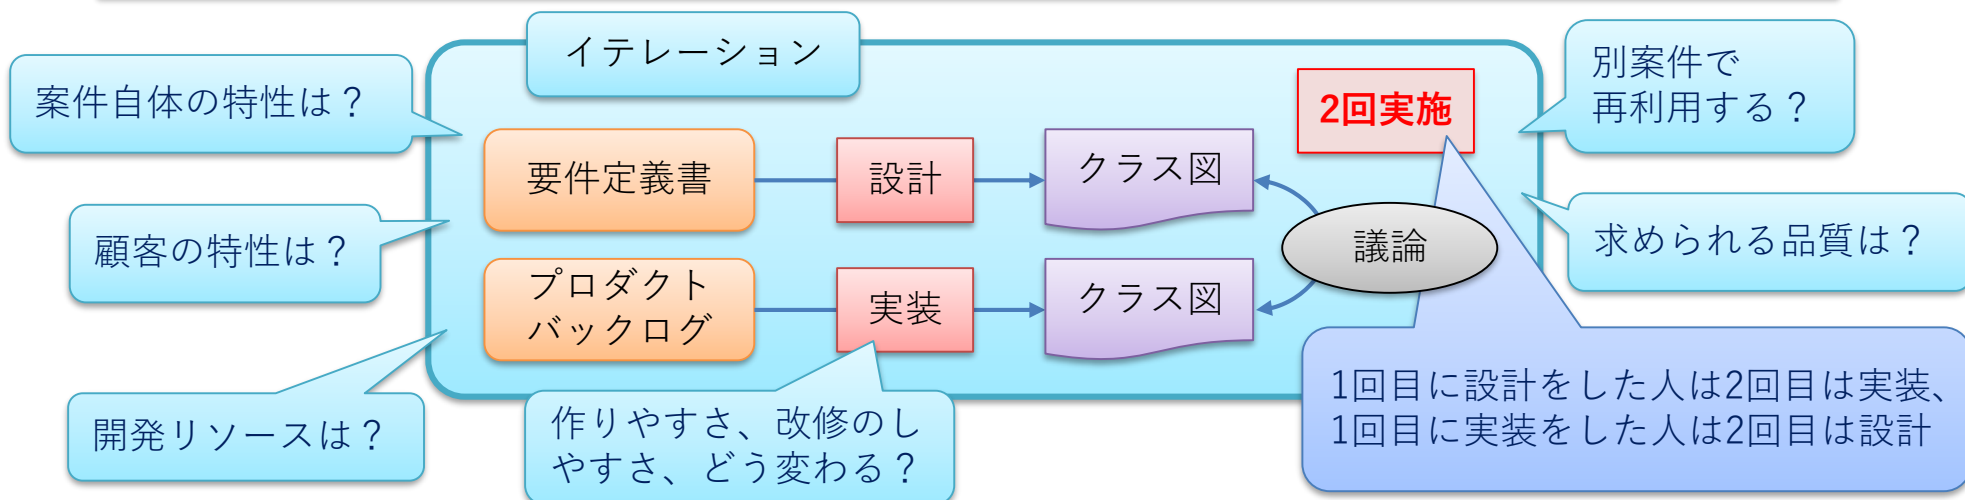 イテレーション
案件自体の特性は？
顧客の特性は？
開発リソースは？
要件定義書
設計
クラス図
プロダクト
バックログ
実装
クラス図
議論
2回実施
作りやすさ、改修のし
やすさ、どう変わる？
別案件で
再利用する？
求められる品質は？
1回目に設計をした人は2回目は実装、
1回目に実装をした人は2回目は設計